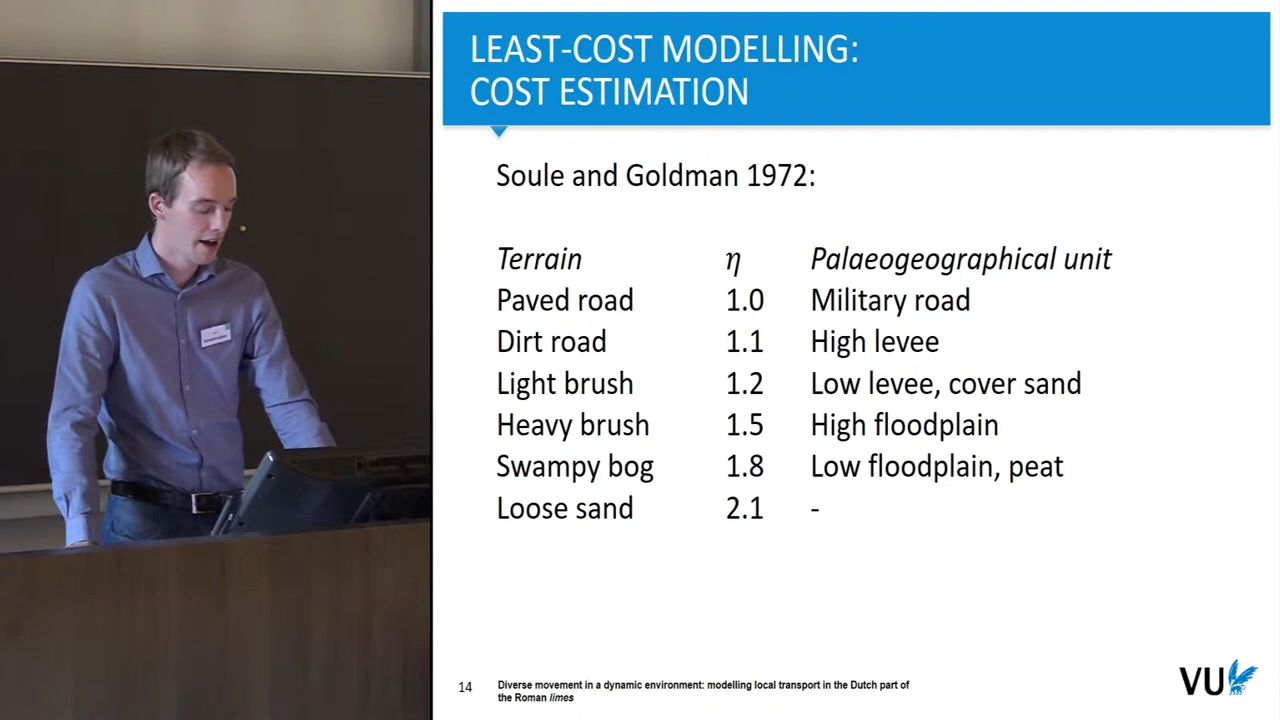 LEAST-COST MODELLING:
COST ESTIMATION
Soule and Goldman 1972:
Terrain η Palaeogeographical unit
Paved road 1.0 Military road
Dirt road 1.1 High levee
Light brush 1.2 Low levee, cover sand
Heavy brush 1.5 High floodplain
Swampy bog 1.8 Low floodplain, peat
Loose sand 2.1 -
14 Diverse movement in a dynamic environment: modelling local transport in the Dutch part of
the Roman limes
VU